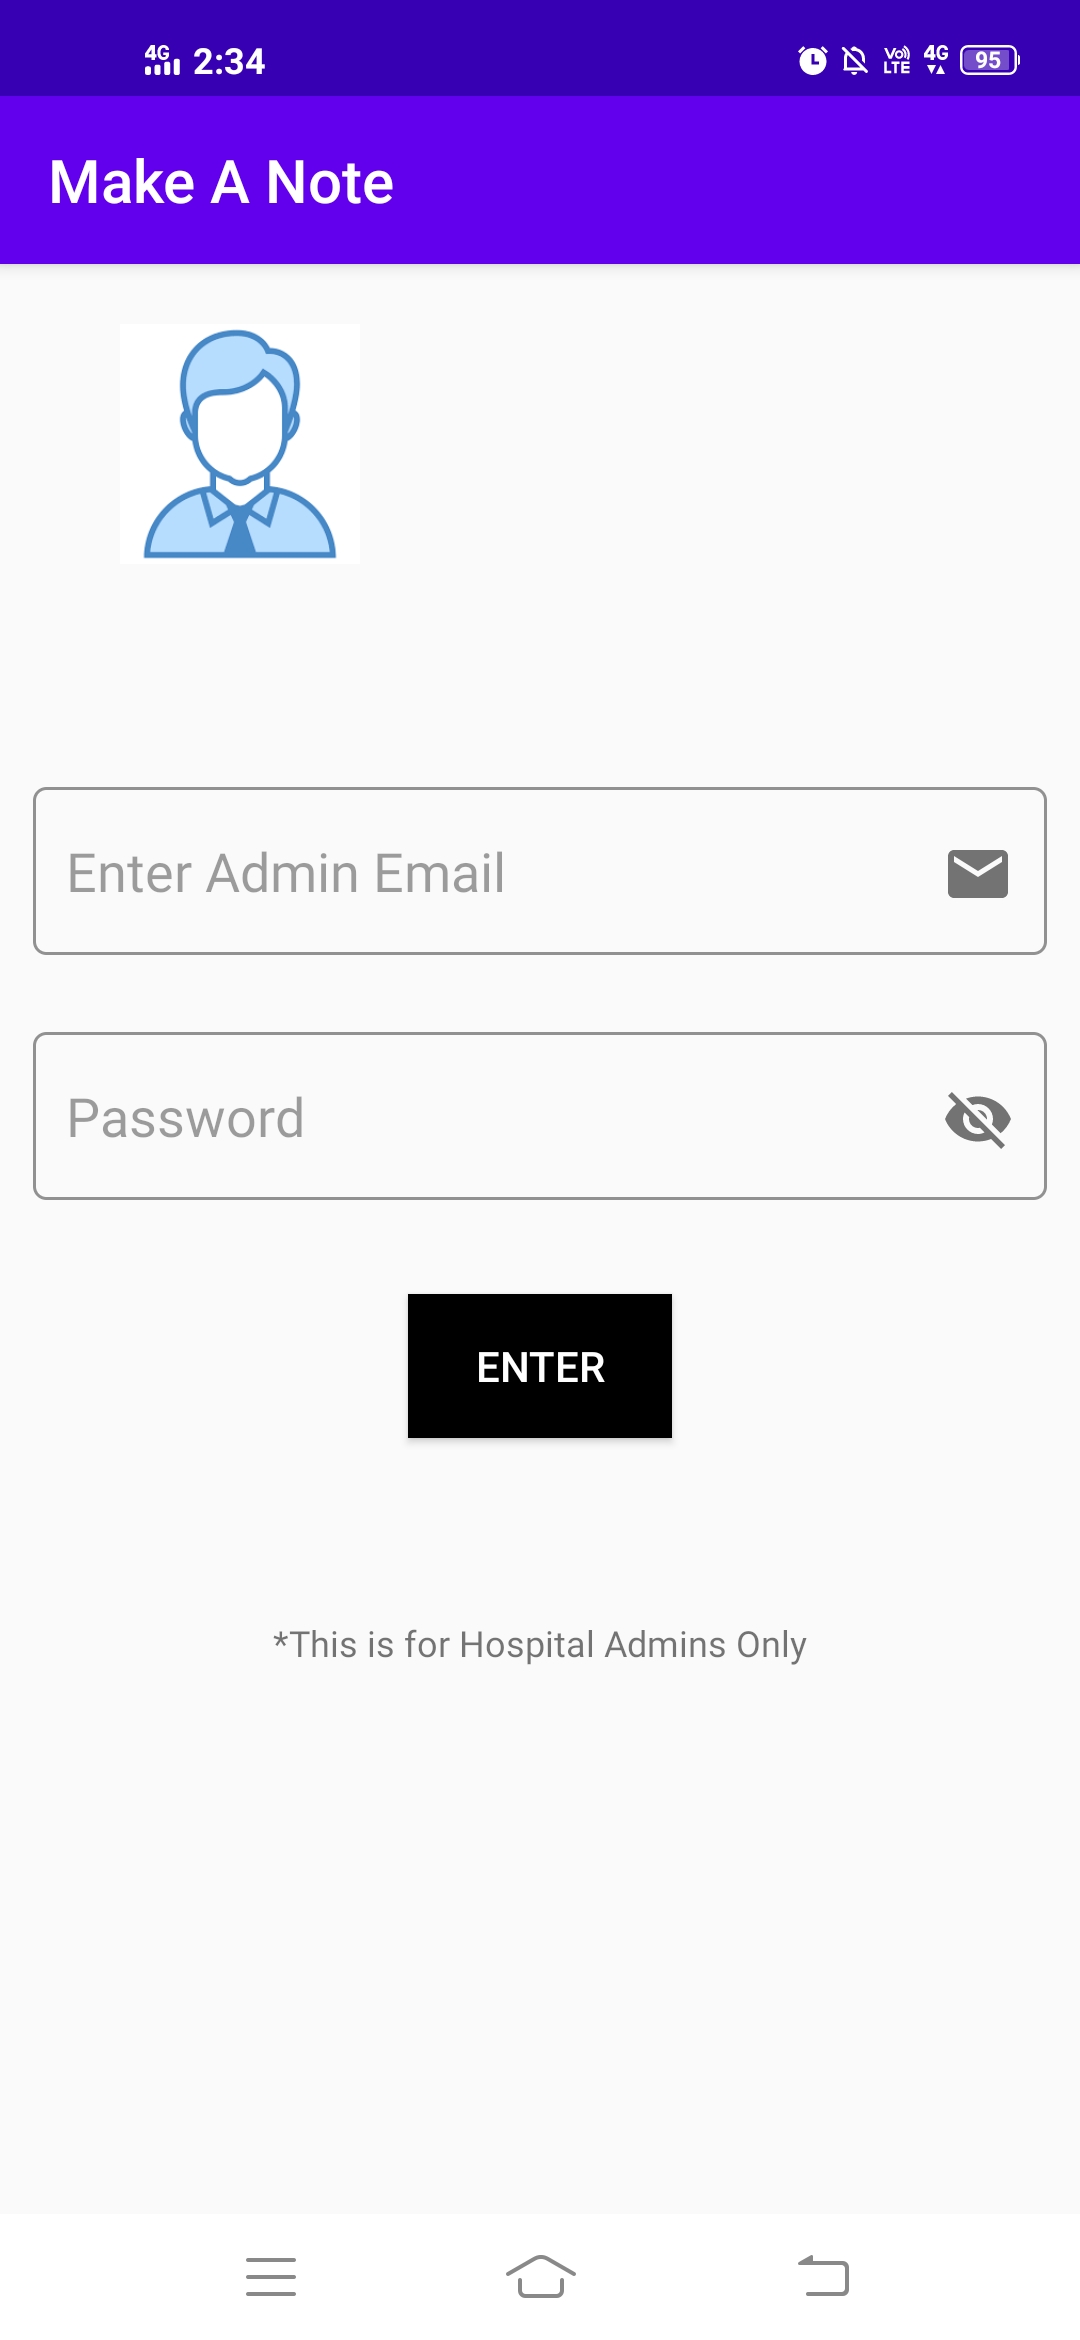 4G 2:34 Vo) LTE 4G 95
Make A Note
Enter Admin Email
Password
ENTER
*This is for Hospital Admins Only